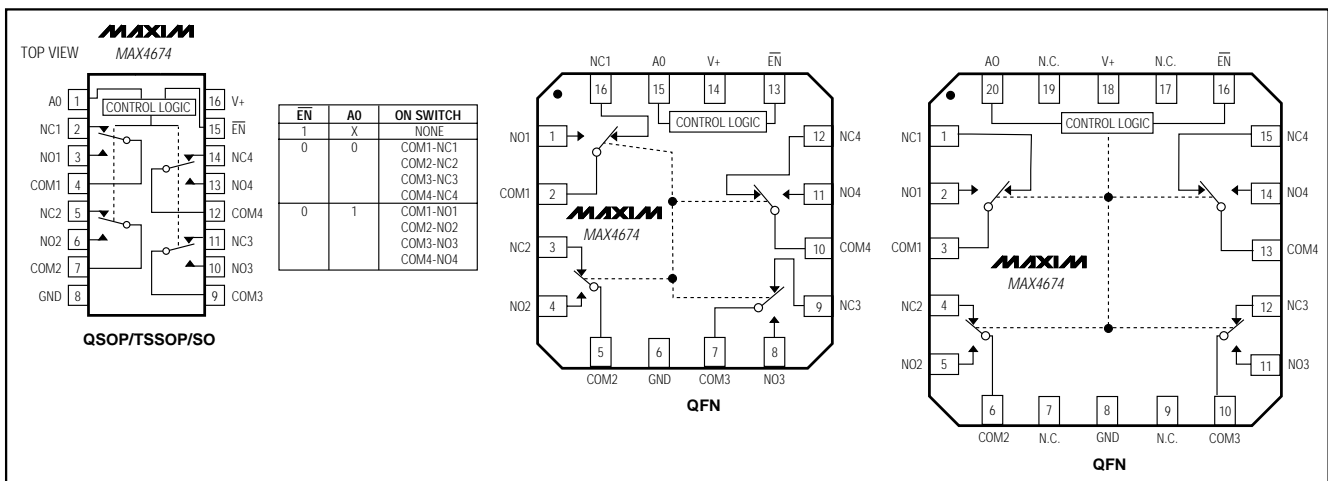 MAXIM
TOP VIEW
MAX4674
A0 1
CONTROL LOGIC
16 V+
NC1 2
15 EN
NO1 3
14 NC4
COM1 4
13 NO4
NC2 5
12 COM4
NO2 6
11 NC3
COM2 7
10 NO3
GND 8
9 COM3
QSOP/TSSOP/SO
EN A0 ON SWITCH
1 X NONE
0 0 COM1-NC1
COM2-NC2
COM3-NC3
COM4-NC4
0 1 COM1-NO1
COM2-NO2
COM3-NO3
COM4-NO4
NC1 A0 V+ EN
16 15 14 13
CONTROL LOGIC
NO1 1
12 NC4
COM1 2
11 NO4
MAXIM
MAX4674
NC2 3
10 COM4
NO2 4
9 NC3
5 6 7 8
COM2 GND COM3 NO3
QFN
AO N.C. V+ N.C. EN
20 19 18 17 16
CONTROL LOGIC
NC1 1
15 NC4
NO1 2
14 NO4
COM1 3
13 COM4
MAXIM
MAX4674
NC2 4
12 NC3
NO2 5
11 NO3
6 7 8 9 10
COM2 N.C. GND N.C. COM3
QFN